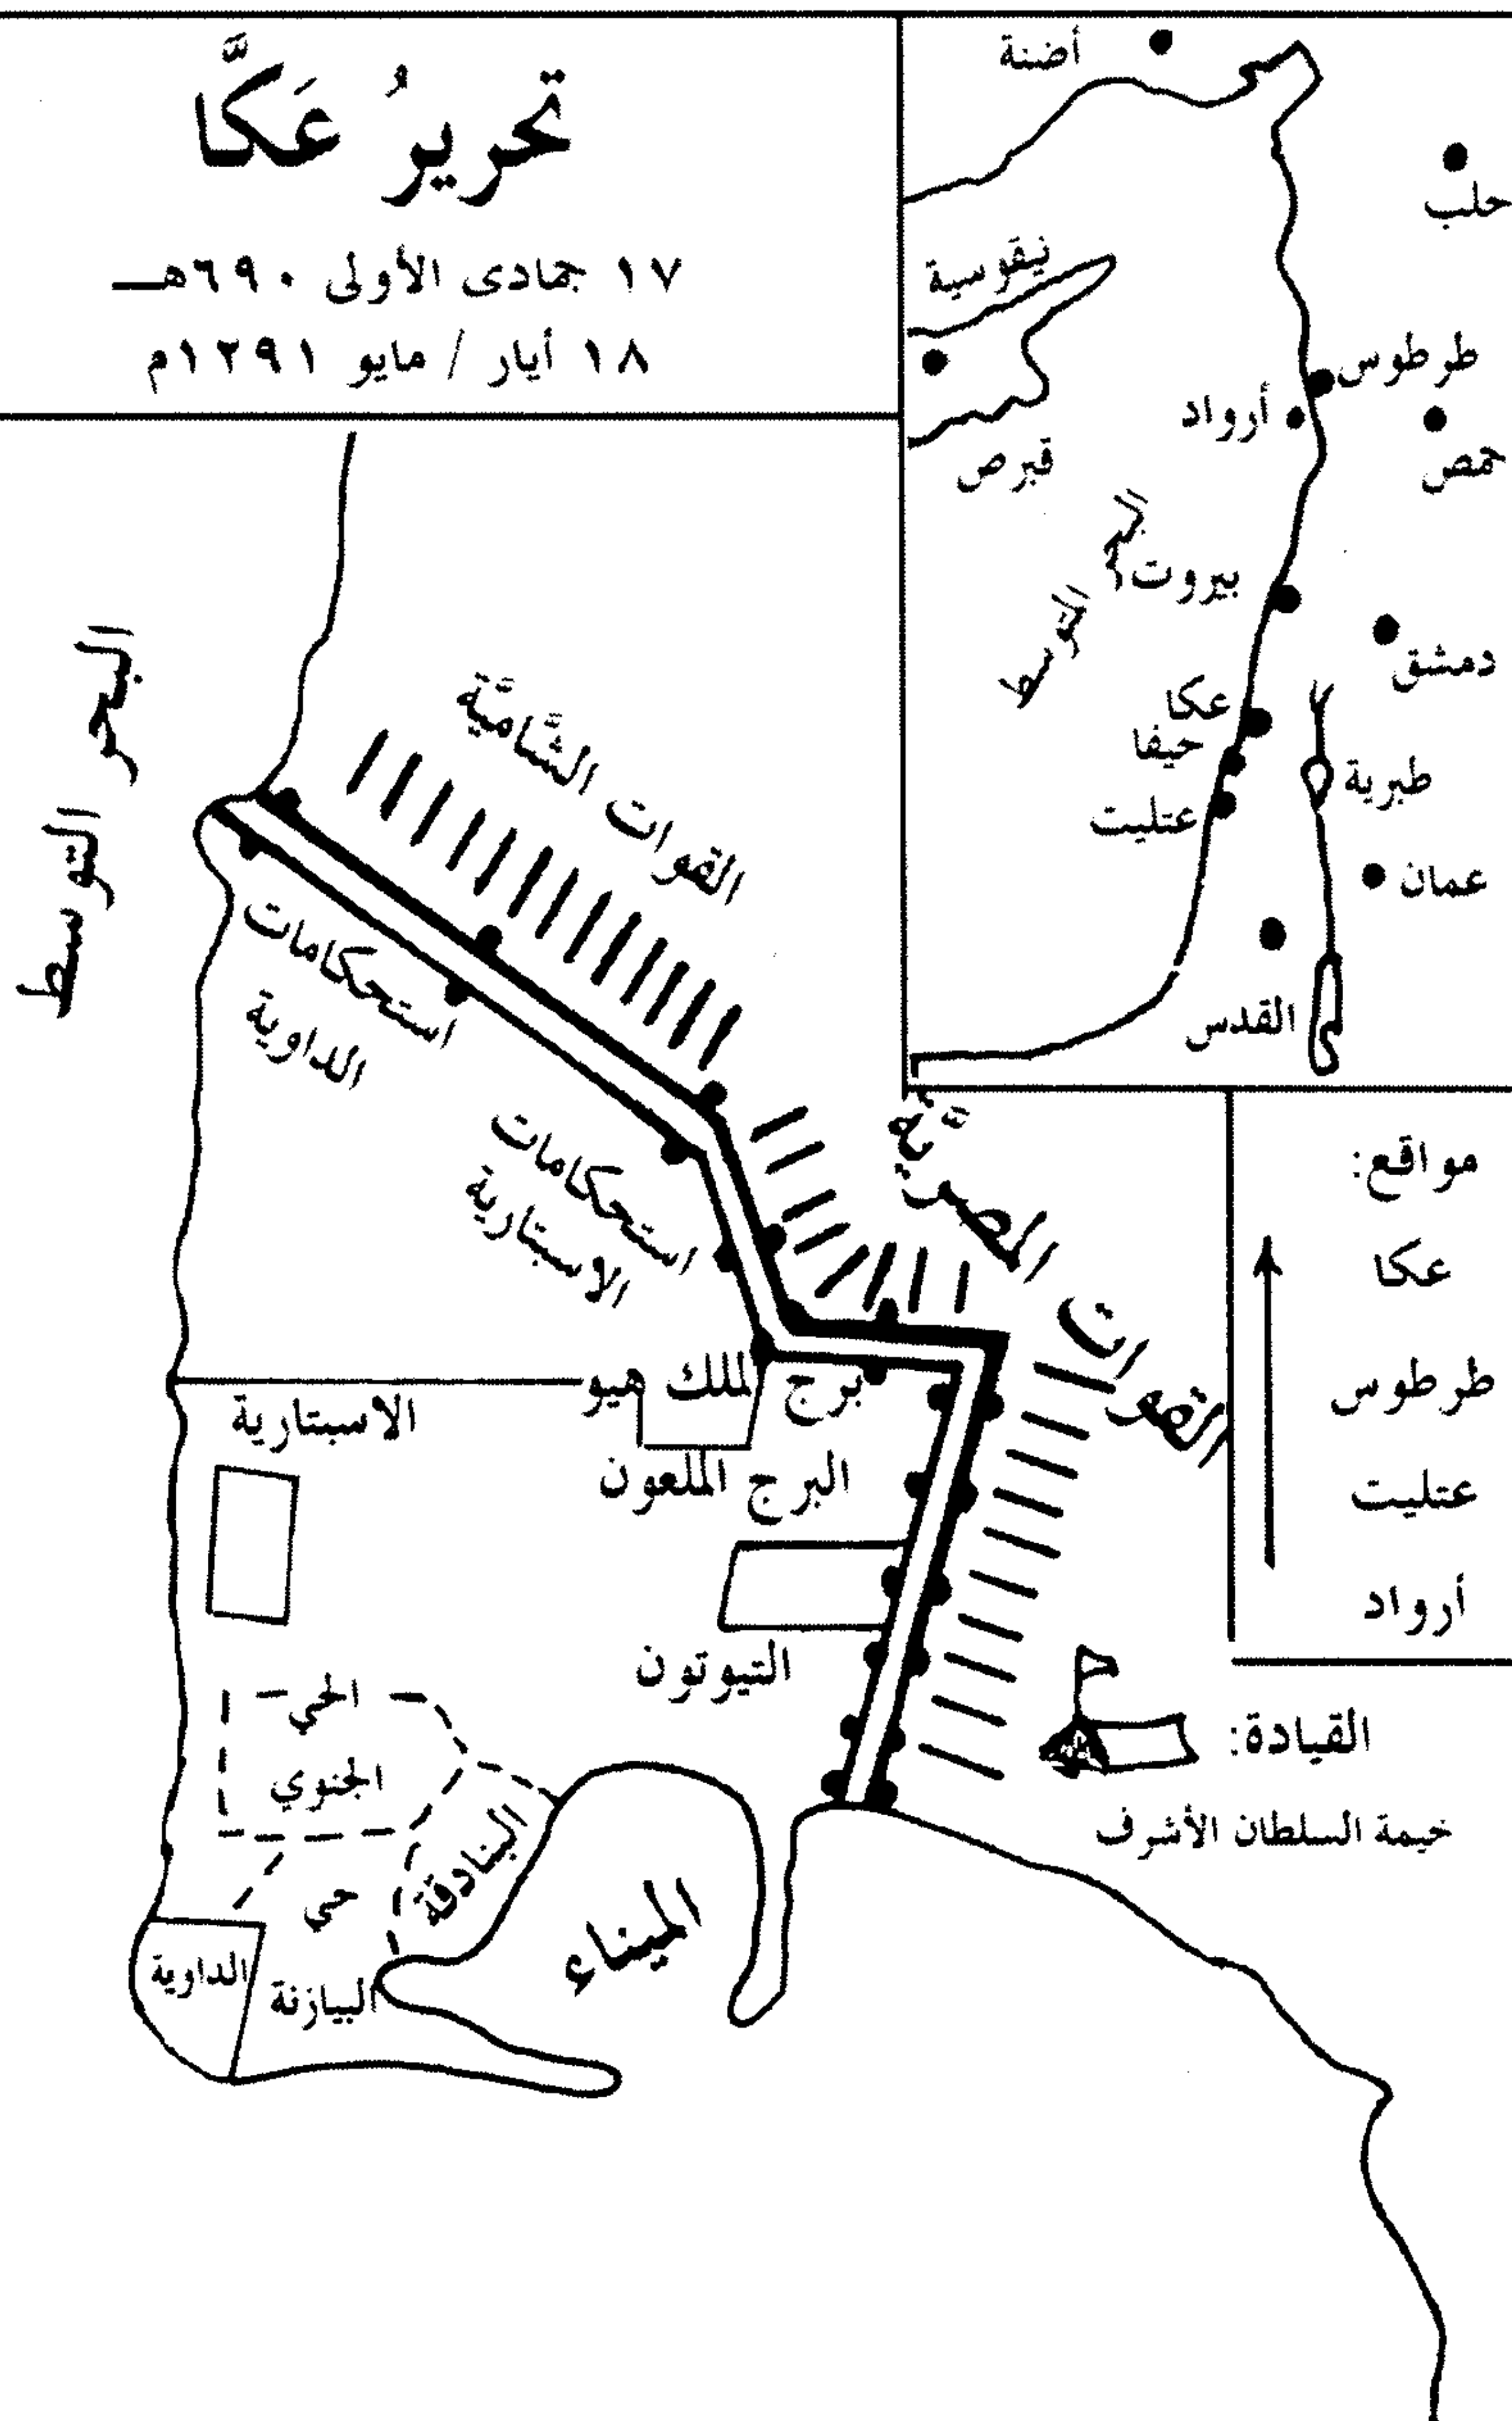 تحريرُ عَكَّا
١٧ جمادى الأولى ٦٩٠هـ
١٨ أيار / مايو ١٢٩١م
أضنة
حلب
نيقوسية
طرطوس
أرواد
حمص
قبرص
البحر
المتوسط
بيروت
دمشق
عكا
حيفا
طبرية
عتليت
عمان
القدس
مواقع:
عكا
طرطوس
عتليت
أرواد
البحر المتوسط
القوات الشَّاميَّة
استحكامات
الداوية
القوات المصريَّة
استحكامات
الاسبتارية
برج الملك هيو
الاسبتارية
البرج الملعون
التيوتون
القيادة:
خيمة السلطان الأشرف
الحي
الجنوي
البنادقة
حي
البيازنة
الداوية
الميناء